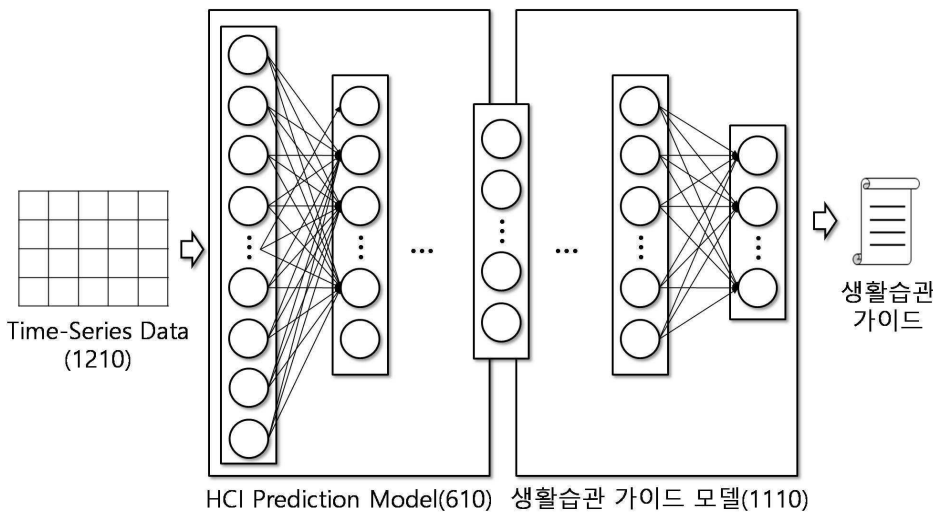 Time-Series Data
(1210)
HCI Prediction Model(610)
생활습관 가이드 모델(1110)
생활습관
가이드